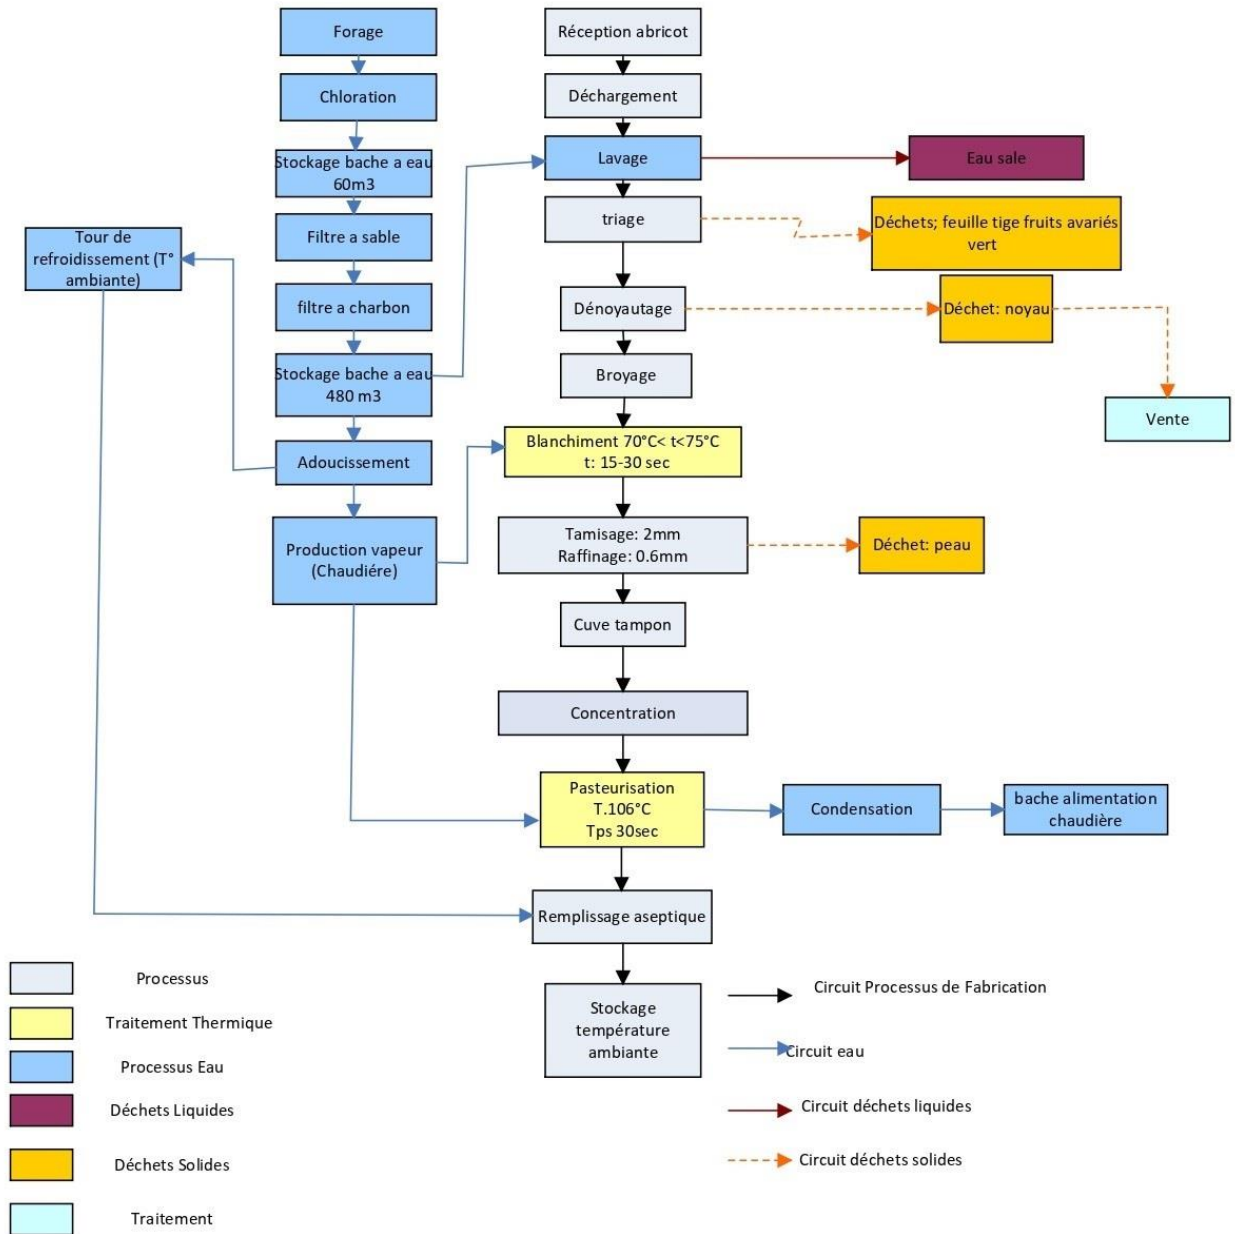 Forage
Chloration
Stockage bache a eau
60m3
Filtre a sable
filtre a charbon
Stockage bache a eau
480 m3
Adoucissement
Production vapeur
(Chaudiére)
Tour de
refroidissement (T°
ambiante)
Réception abricot
Déchargement
Lavage
triage
Dénoyautage
Broyage
Blanchiment 70°C< t<75°C
t: 15-30 sec
Tamisage: 2mm
Raffinage: 0.6mm
Cuve tampon
Concentration
Pasteurisation
T.106°C
Tps 30sec
Remplissage aseptique
Stockage
température
ambiante
Eau sale
Déchets; feuille tige fruits avariés
vert
Déchet: noyau
Vente
Déchet: peau
Condensation
bache alimentation
chaudière
Processus
Traitement Thermique
Processus Eau
Déchets Liquides
Déchets Solides
Traitement
Circuit Processus de Fabrication
Circuit eau
Circuit déchets liquides
Circuit déchets solides